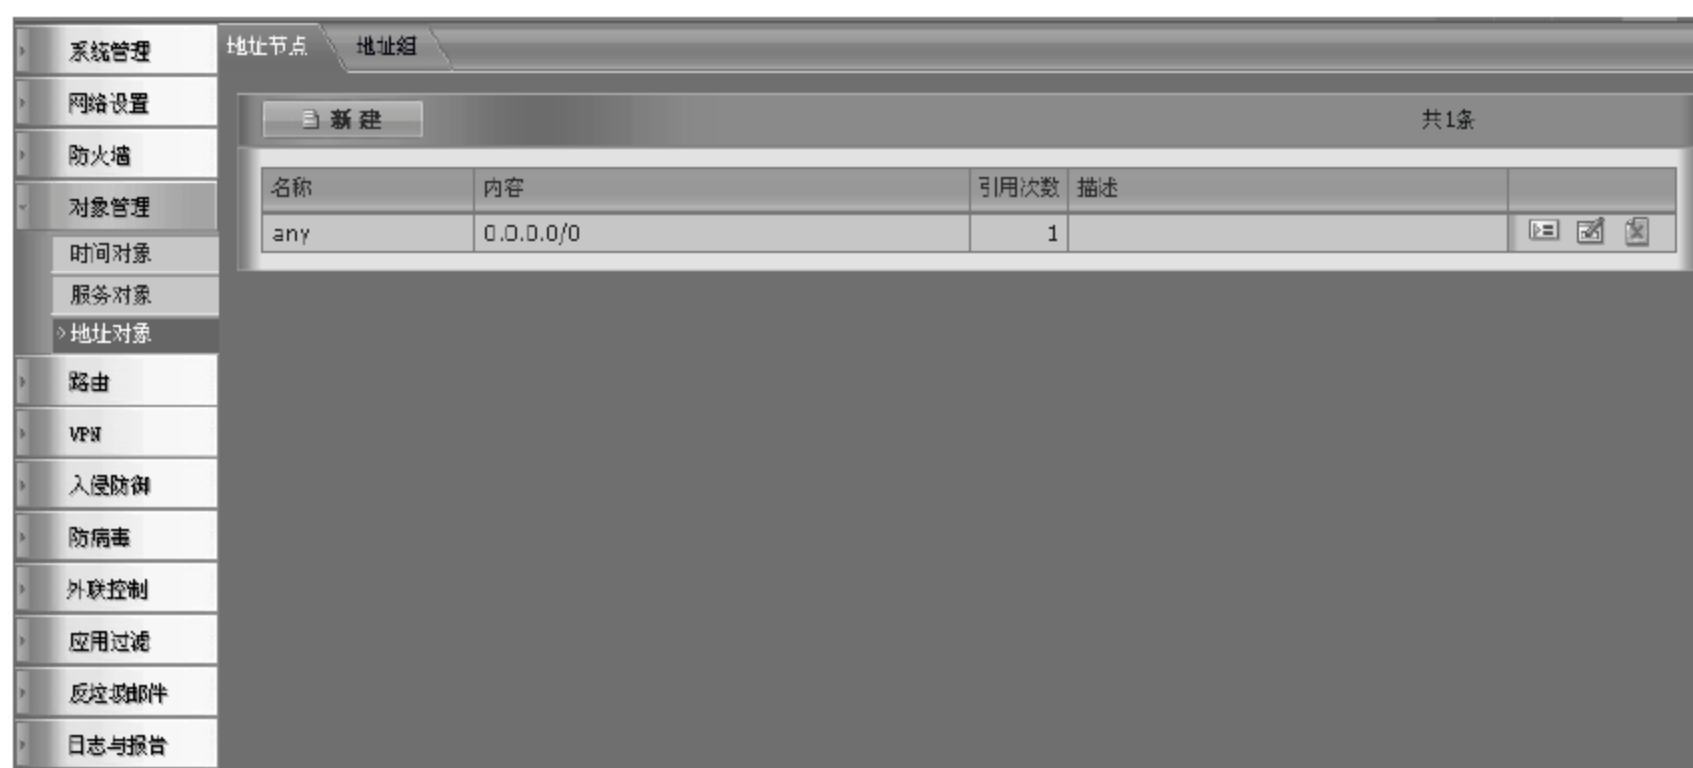 系统管理
网络设置
防火墙
对象管理
时间对象
服务对象
地址对象
路由
VPN
入侵防御
防病毒
外联控制
应用过滤
反垃圾邮件
日志与报告
地址节点 地址组
新建 共1条
名称 内容 引用次数 描述
any 0.0.0.0/0 1